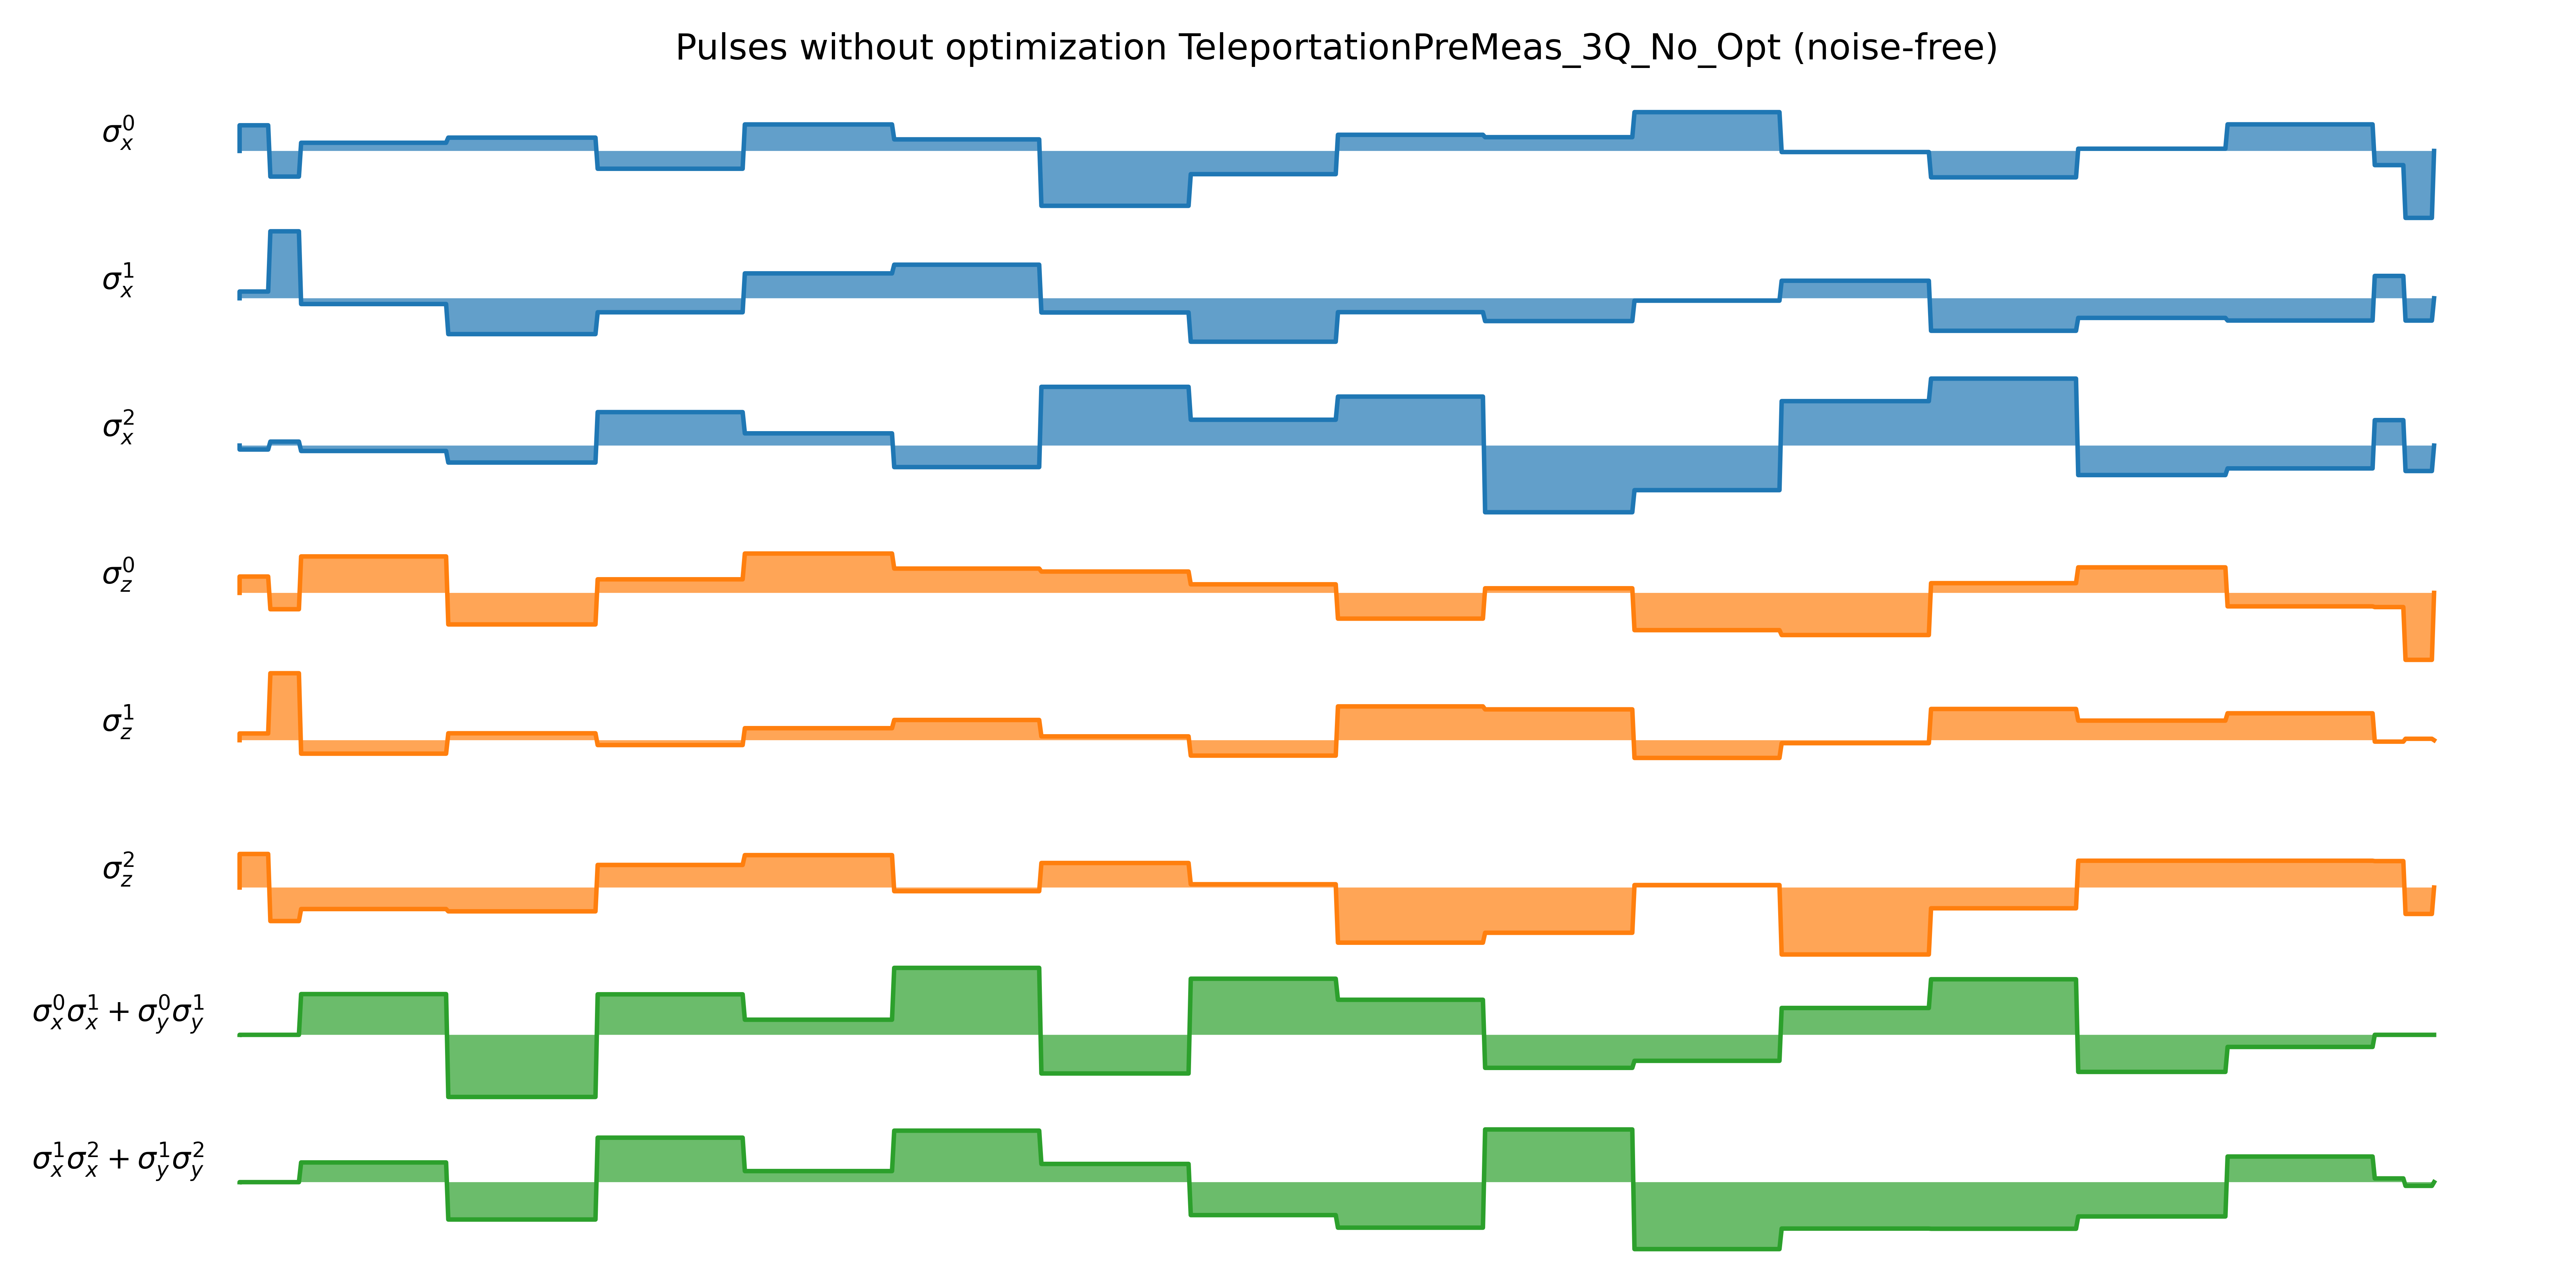 Pulses without optimization TeleportationPreMeas_3Q_No_Opt (noise-free)
σ_x^0
σ_x^1
σ_x^2
σ_z^0
σ_z^1
σ_z^2
σ_x^0σ_x^1 + σ_y^0σ_y^1
σ_x^1σ_x^2 + σ_y^1σ_y^2